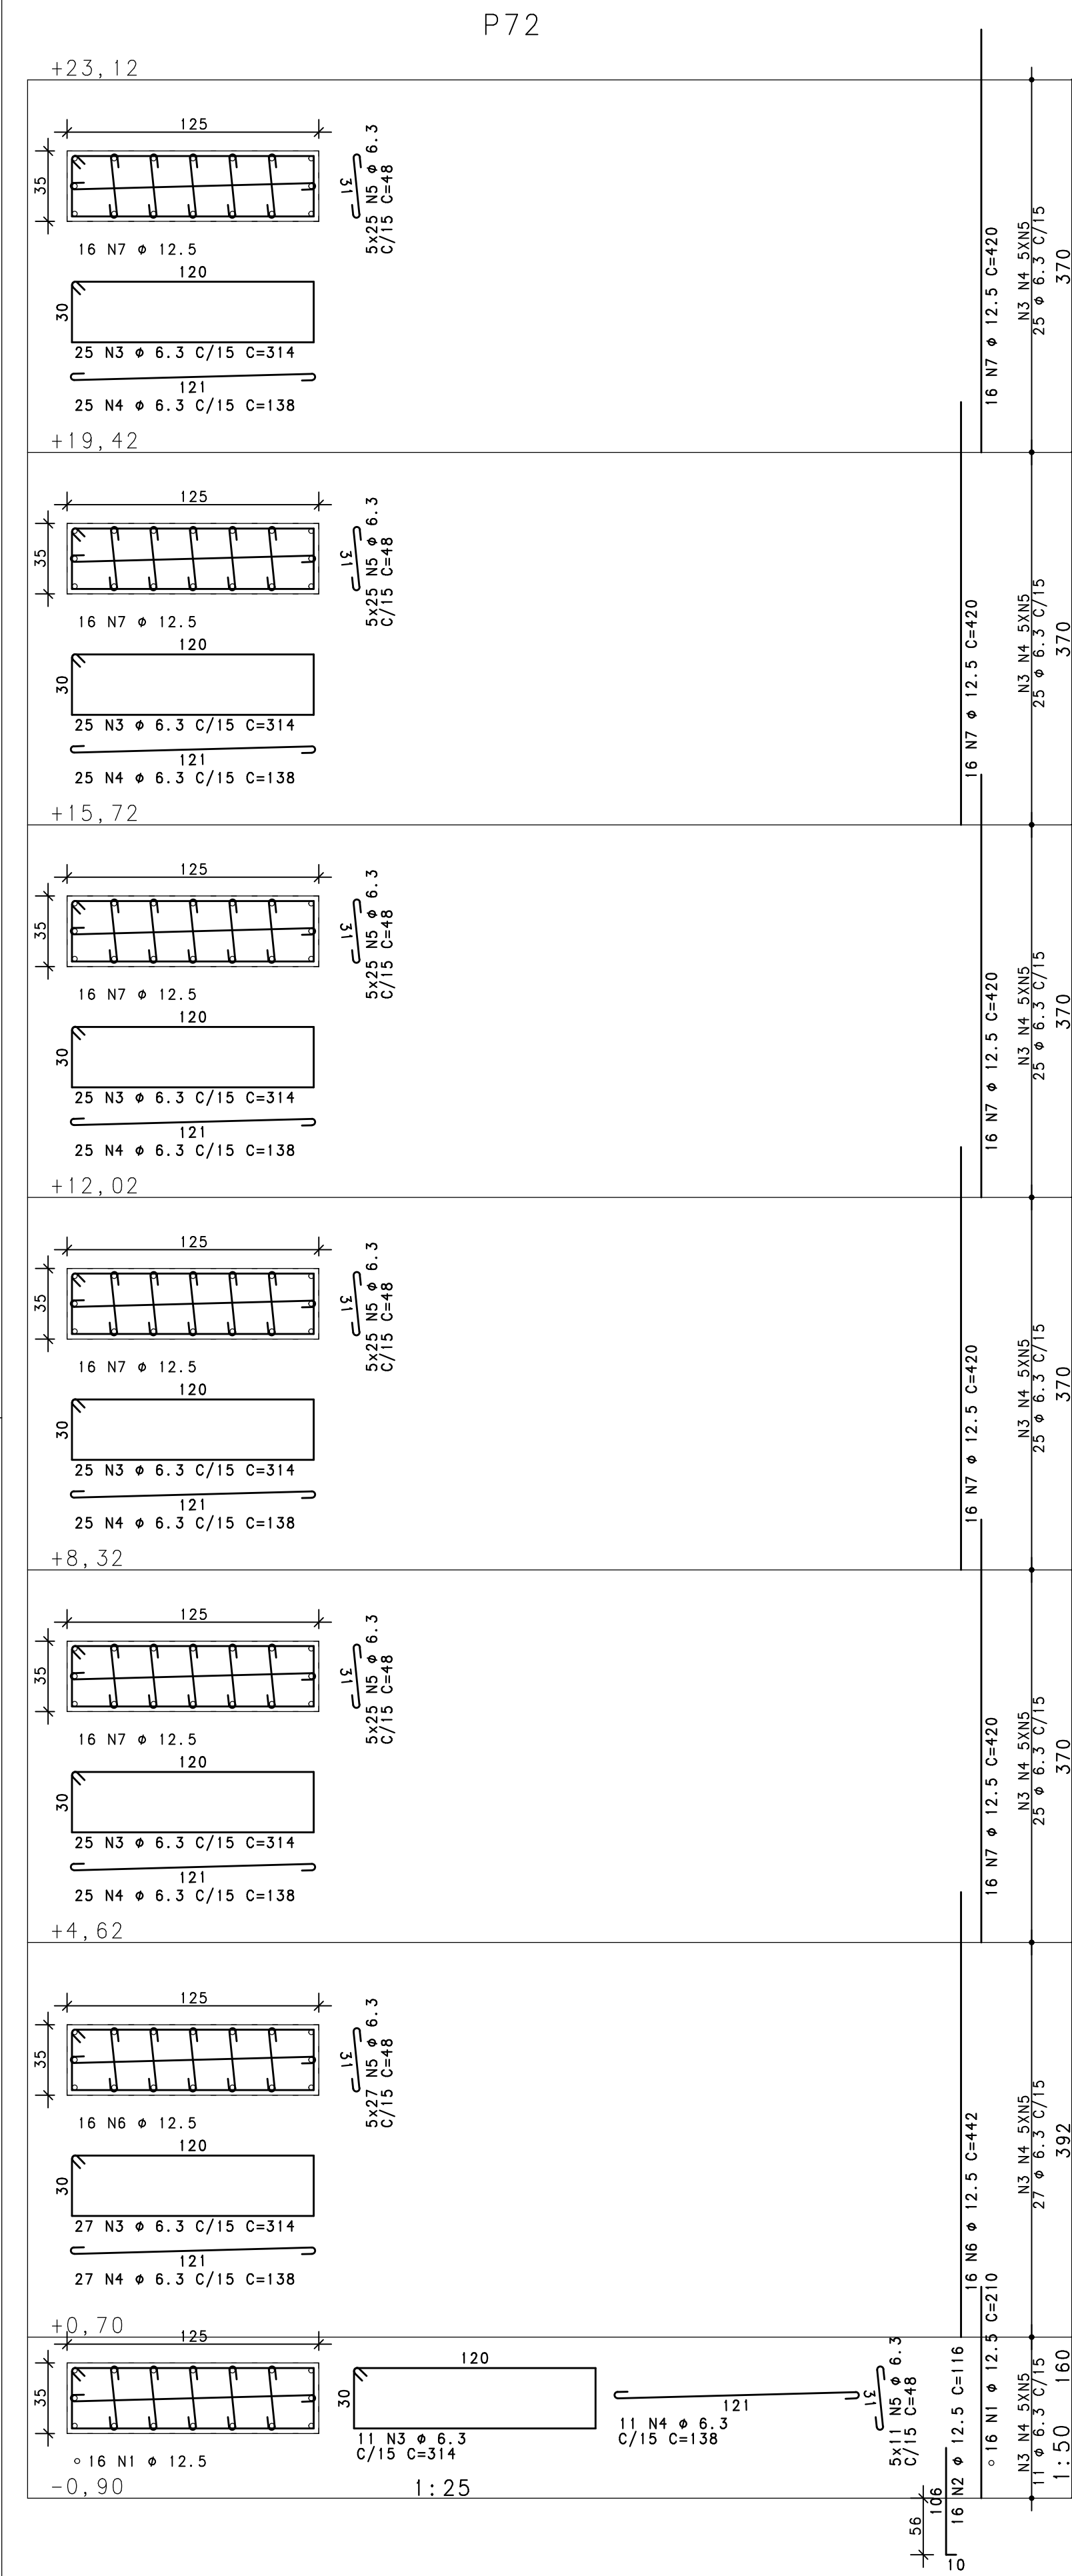 P72
+23,12
125
35
31
5x25 N5 φ 6.3
C/15 C=48
16 N7 φ 12.5
120
30
25 N3 φ 6.3 C/15 C=314
121
25 N4 φ 6.3 C/15 C=138
16 N7 φ 12.5 C=420
N3 N4 5XN5
25 φ 6.3 C/15
370
+19,42
125
35
31
5x25 N5 φ 6.3
C/15 C=48
16 N7 φ 12.5
120
30
25 N3 φ 6.3 C/15 C=314
121
25 N4 φ 6.3 C/15 C=138
16 N7 φ 12.5 C=420
N3 N4 5XN5
25 φ 6.3 C/15
370
+15,72
125
35
31
5x25 N5 φ 6.3
C/15 C=48
16 N7 φ 12.5
120
30
25 N3 φ 6.3 C/15 C=314
121
25 N4 φ 6.3 C/15 C=138
16 N7 φ 12.5 C=420
N3 N4 5XN5
25 φ 6.3 C/15
370
+12,02
125
35
31
5x25 N5 φ 6.3
C/15 C=48
16 N7 φ 12.5
120
30
25 N3 φ 6.3 C/15 C=314
121
25 N4 φ 6.3 C/15 C=138
16 N7 φ 12.5 C=420
N3 N4 5XN5
25 φ 6.3 C/15
370
+8,32
125
35
31
5x25 N5 φ 6.3
C/15 C=48
16 N7 φ 12.5
120
30
25 N3 φ 6.3 C/15 C=314
121
25 N4 φ 6.3 C/15 C=138
16 N7 φ 12.5 C=420
N3 N4 5XN5
25 φ 6.3 C/15
370
+4,62
125
35
31
5x27 N5 φ 6.3
C/15 C=48
16 N6 φ 12.5
120
30
27 N3 φ 6.3 C/15 C=314
121
27 N4 φ 6.3 C/15 C=138
16 N6 φ 12.5 C=442
N3 N4 5XN5
27 φ 6.3 C/15
392
+0,70
125
35
16 N1 φ 12.5
120
30
11 N3 φ 6.3
C/15 C=314
121
11 N4 φ 6.3
C/15 C=138
31
5x11 N5 φ 6.3
C/15 C=48
16 N2 φ 12.5 C=116
16 N1 φ 12.5 C=210
N3 N4 5XN5
11 φ 6.3 C/15
160
1:50
-0,90
1:25
56
106
10